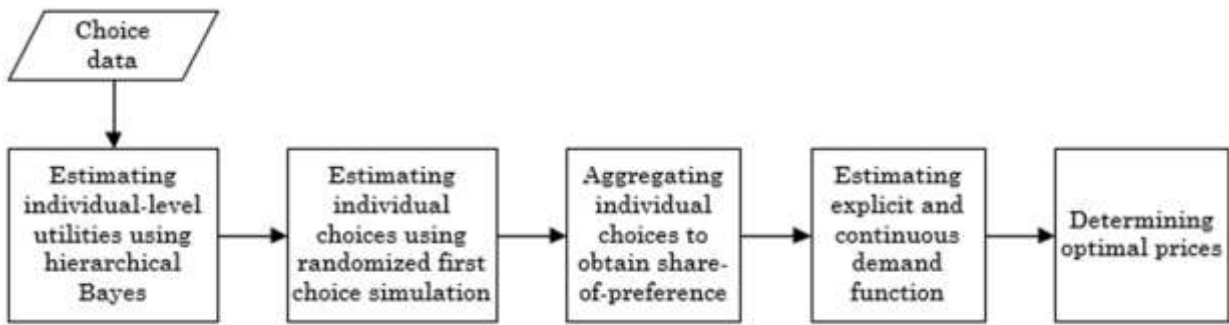 Choice
data
Estimating
individual-level
utilities using
hierarchical
Bayes
Estimating
individual
choices using
randomized first
choice simulation
Aggregating
individual
choices to
obtain share-
of-preference
Estimating
explicit and
continuous
demand
function
Determining
optimal prices